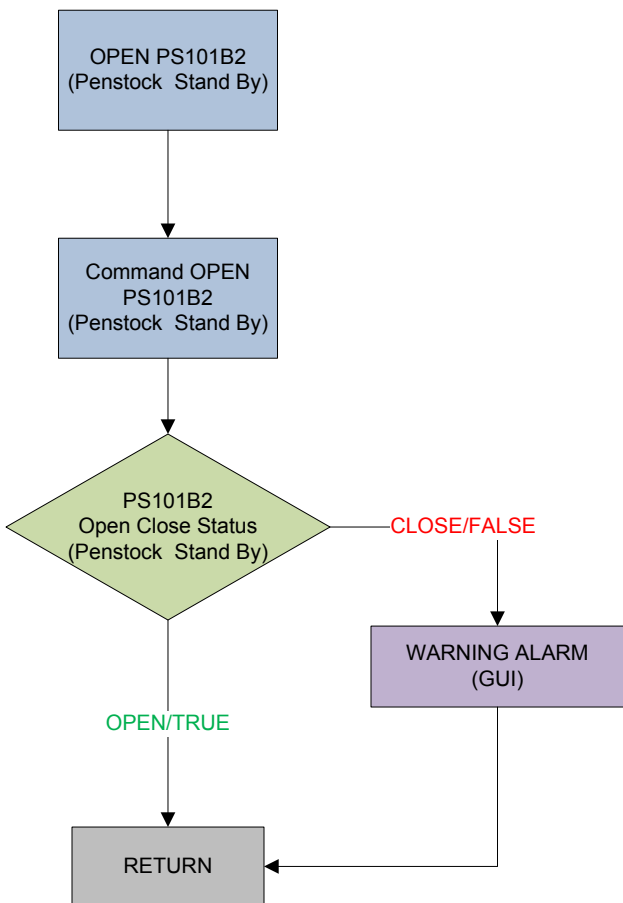 OPEN PS101B2
(Penstock  Stand By)
Command OPEN
PS101B2
(Penstock  Stand By)
PS101B2
Open Close Status
(Penstock  Stand By)
CLOSE/FALSE
WARNING ALARM
(GUI)
OPEN/TRUE
RETURN